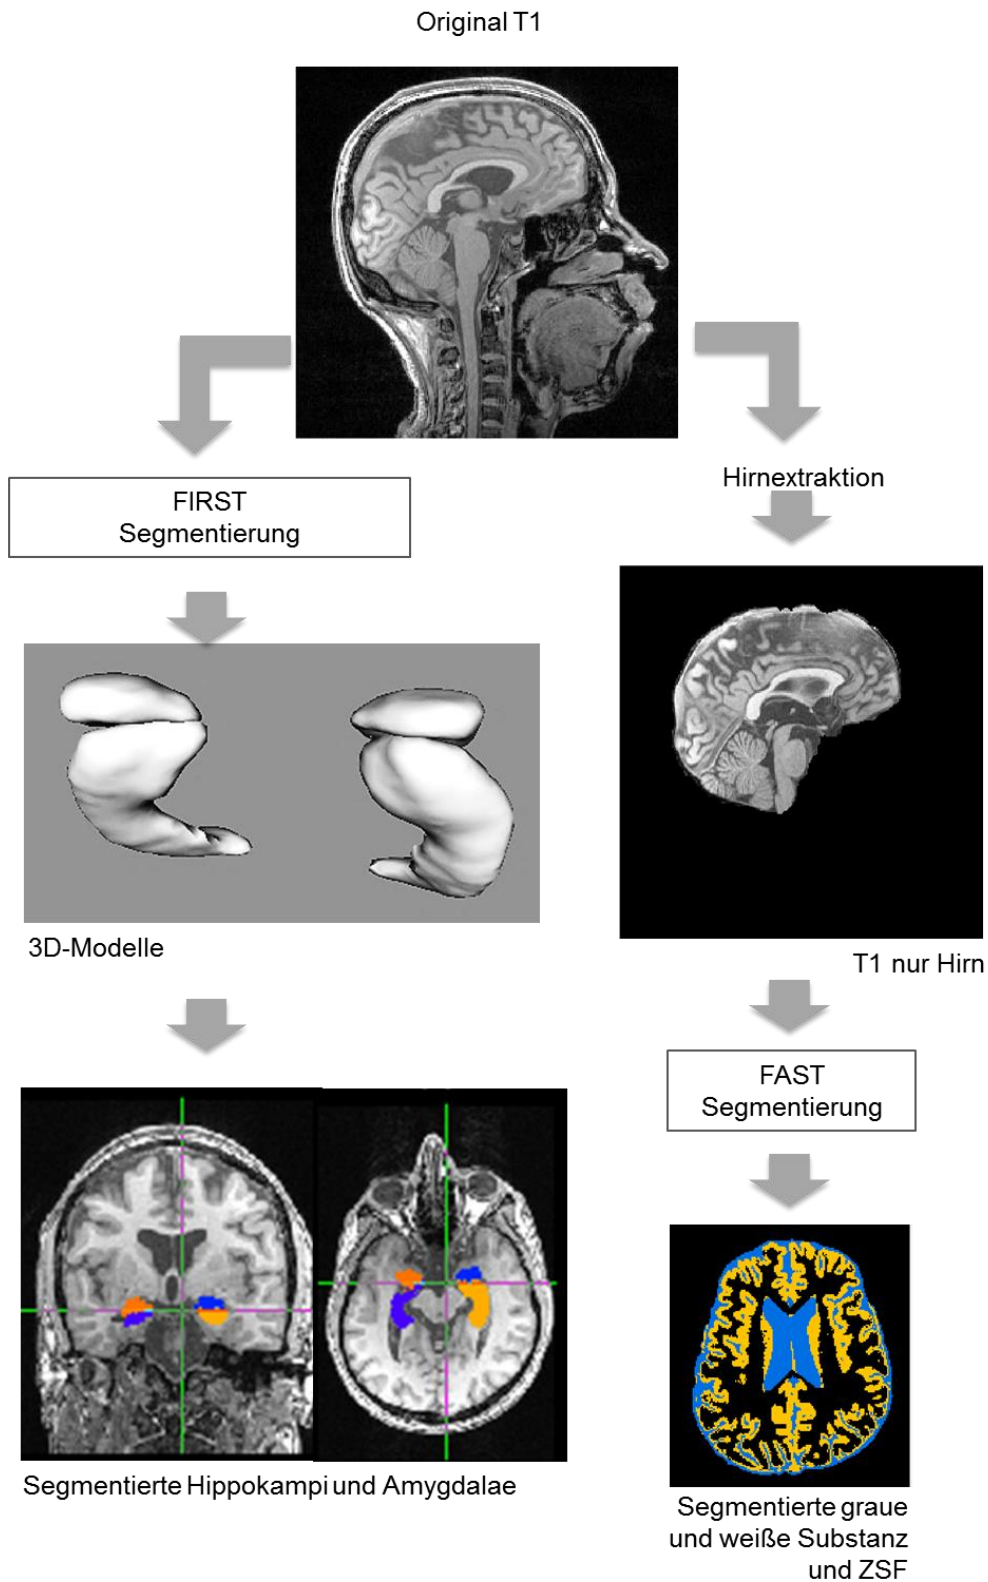 Original T1
FIRST
Segmentierung
3D-Modelle
Segmentierte Hippokampi und Amygdalae
Hirnextraktion
T1 nur Hirn
FAST
Segmentierung
Segmentierte graue
und weiße Substanz
und ZSF